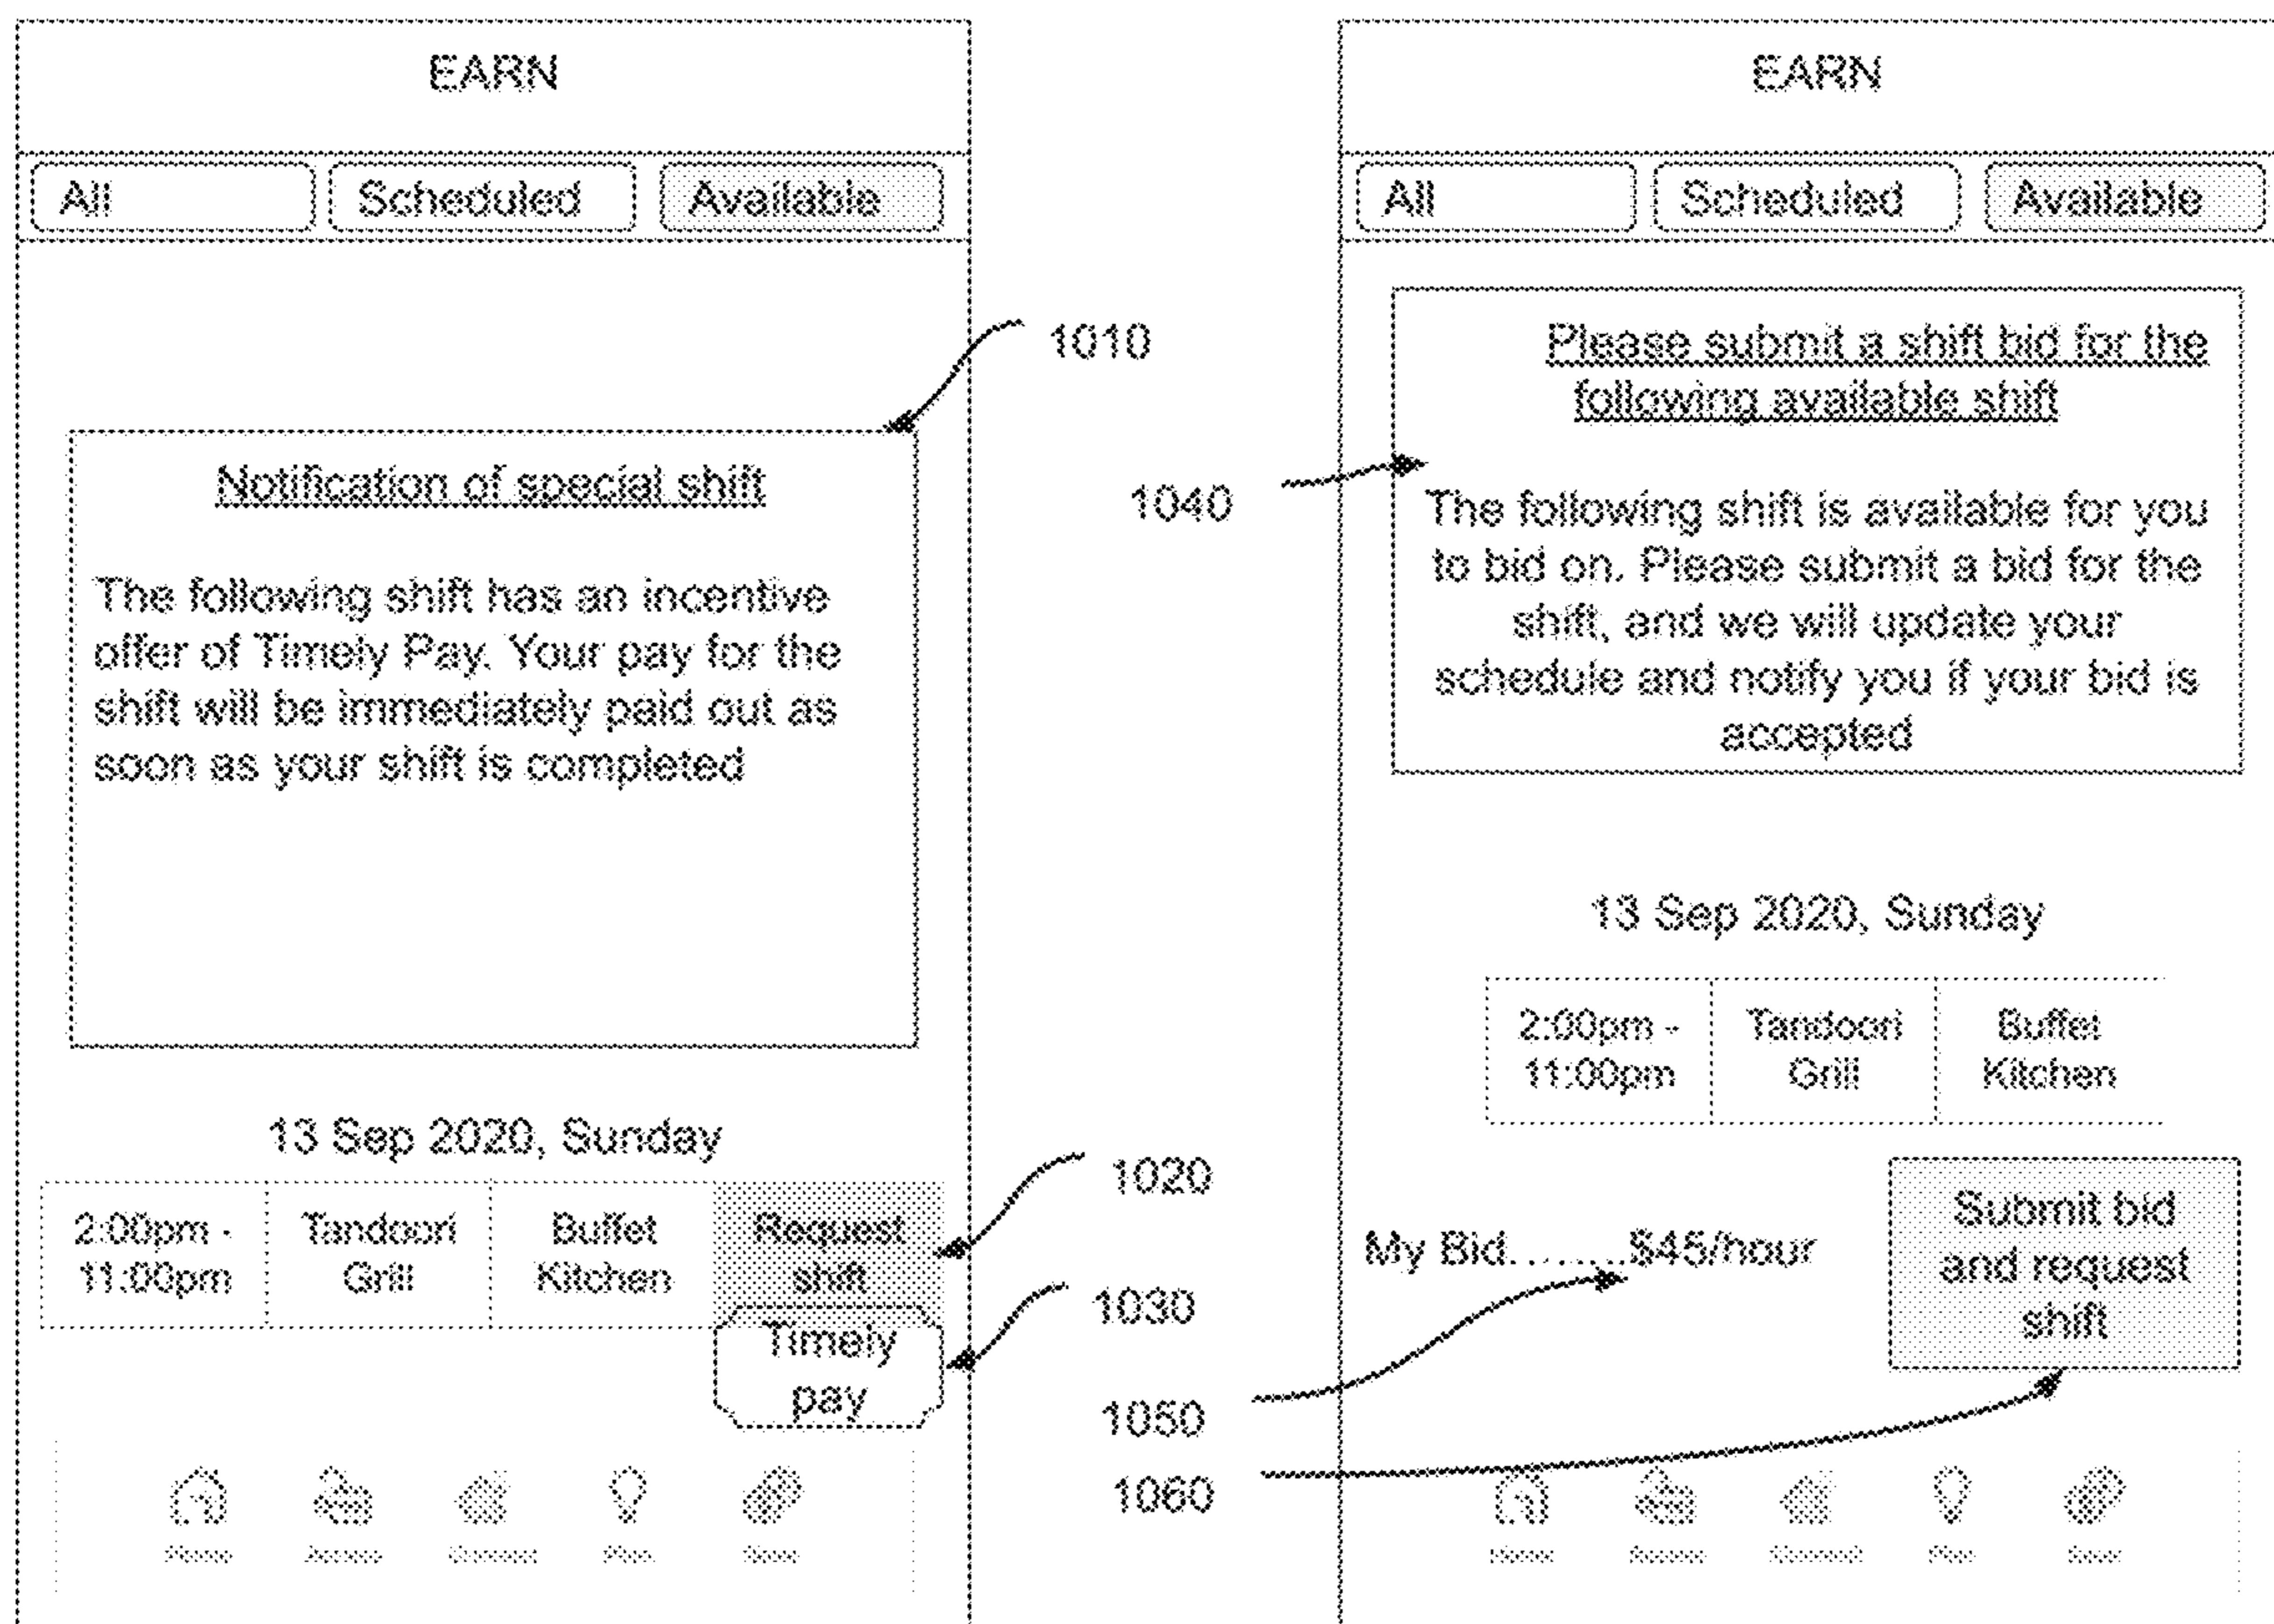 EARN
All
Scheduled
Available
1010
Notification of special shift
The following shift has an incentive
offer of Timely Pay. Your pay for the
shift will be immediately paid out as
soon as your shift is completed
13 Sep 2020, Sunday
2:00pm -
11:00pm
Tandoori
Grill
Buffet
Kitchen
Request
shift
Timely
pay
1020
1030
EARN
All
Scheduled
Available
Please submit a shift bid for the
following available shift
1040
The following shift is available for you
to bid on. Please submit a bid for the
shift, and we will update your
schedule and notify you if your bid is
accepted
13 Sep 2020, Sunday
2:00pm -
11:00pm
Tandoori
Grill
Buffet
Kitchen
My Bid........$45/hour
Submit bid
and request
shift
1050
1060